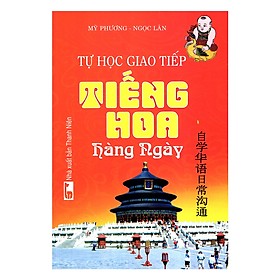 MỸ PHƯƠNG - NGỌC LÂN
TỰ HỌC GIAO TIẾP
TIẾNG
HOA
Hàng Ngày
自学华语日常沟通
Nhà xuất bản Thanh Niên